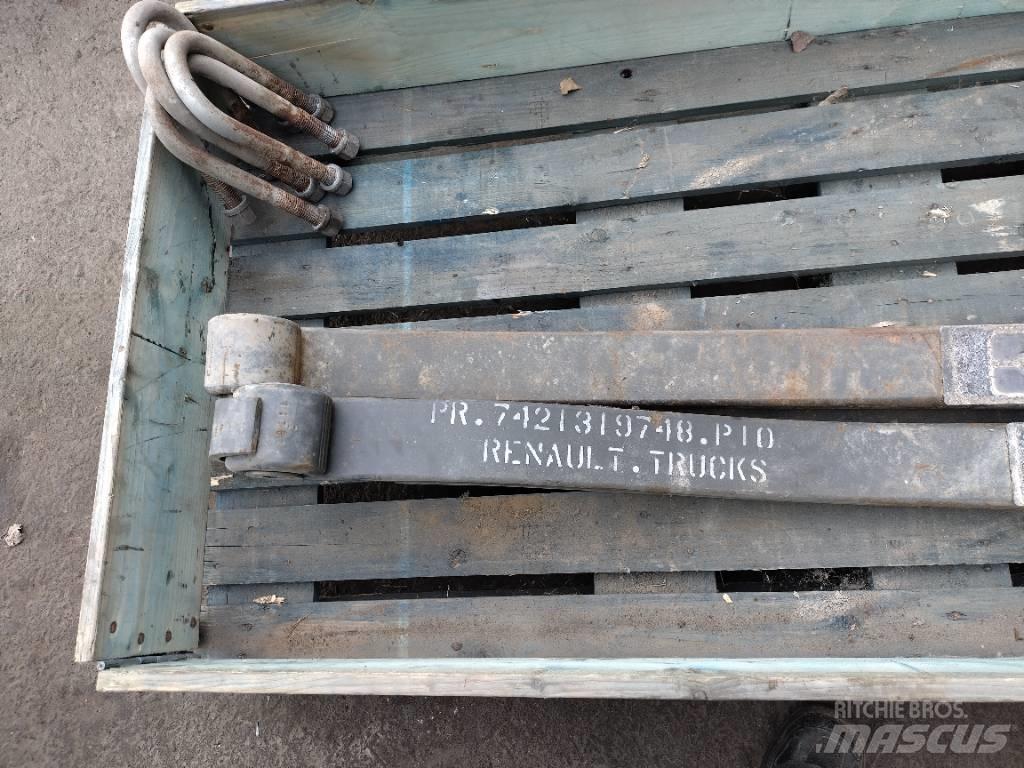 PR.7421319748.P10
RENAULT.TRUCKS
RITCHIE BROS.
MASCUS